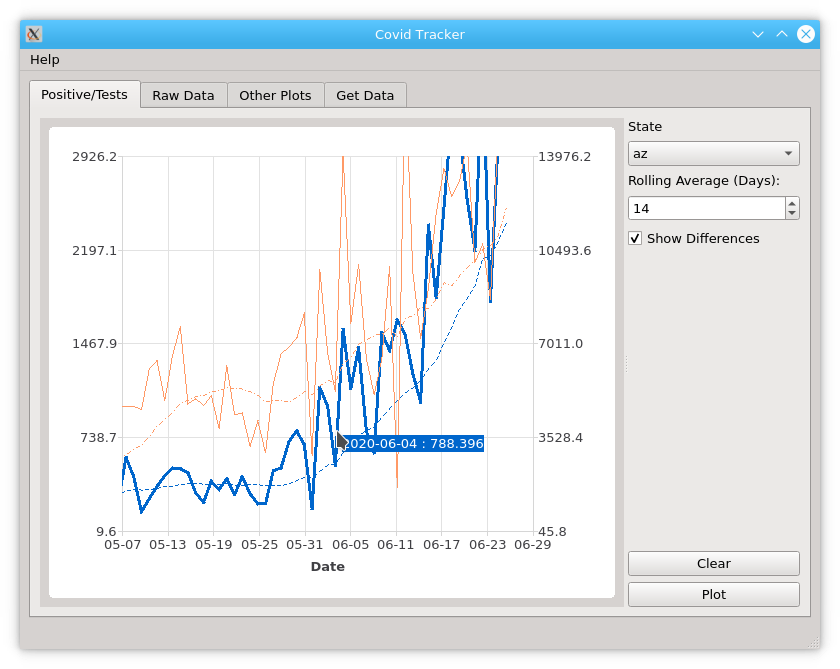 Covid Tracker
Help
Positive/Tests
Raw Data
Other Plots
Get Data
State
az
Rolling Average (Days):
14
Show Differences
Clear
Plot
2926.2
2197.1
1467.9
738.7
9.6
13976.2
10493.6
7011.0
3528.4
45.8
020-06-04 : 788.396
05-07 05-13 05-19 05-25 05-31 06-05 06-11 06-17 06-23 06-29
Date